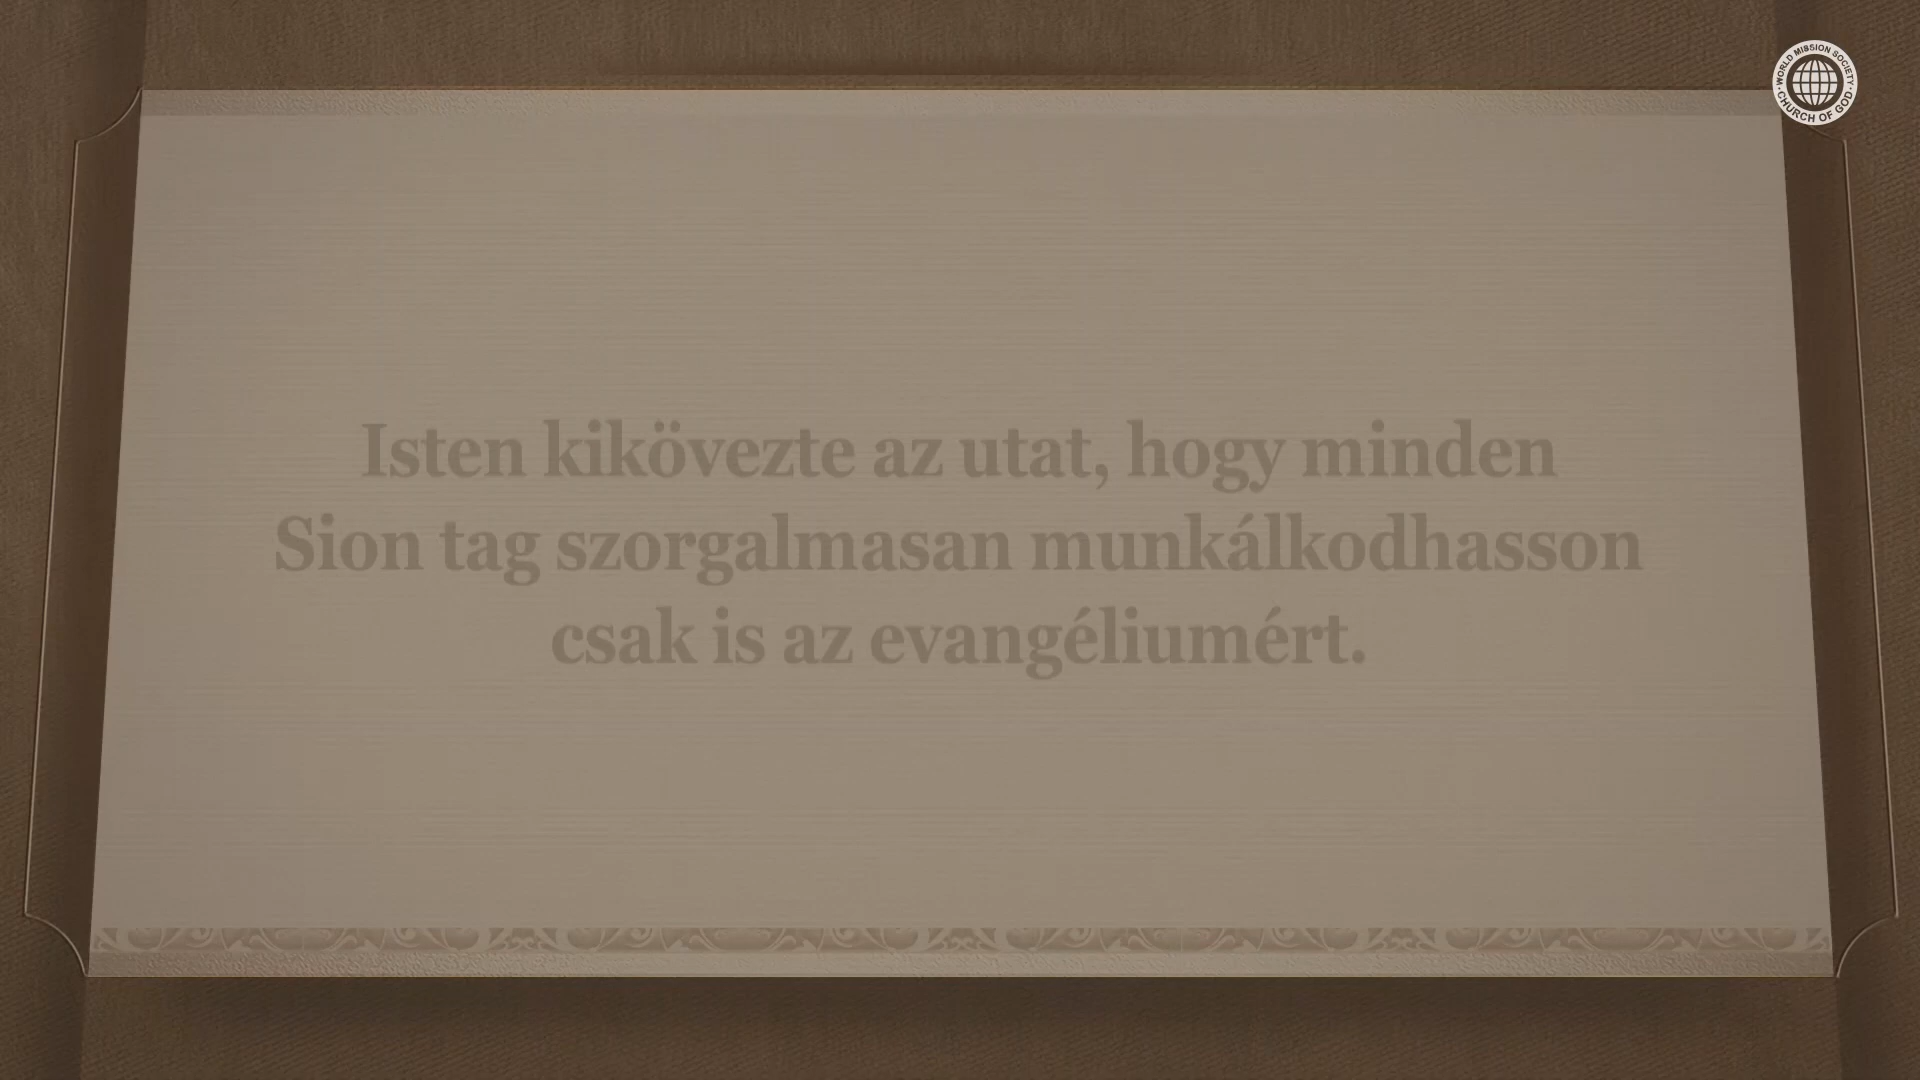 WORLD MISSION SOCIETY
CHURCH OF GOD
Isten kikövezte az utat, hogy minden
Sion tag szorgalmasan munkálkodhasson
csak is az evangéliumért.